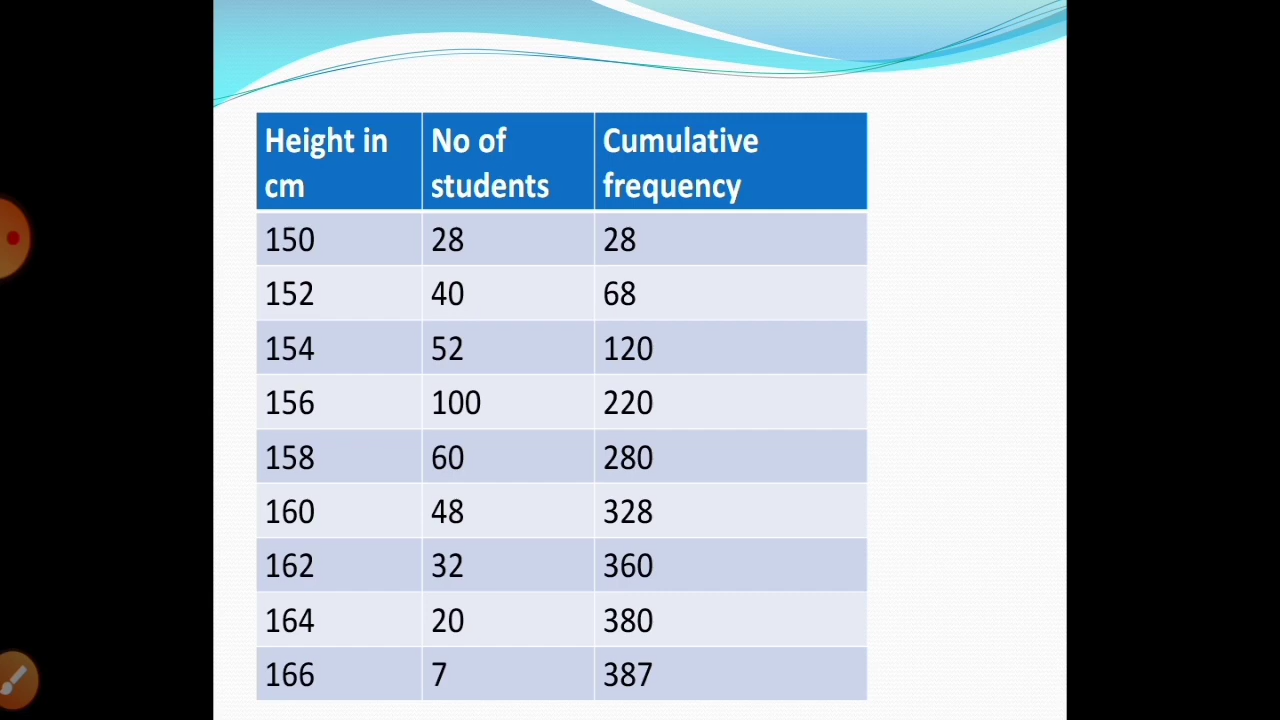 Height in
cm
No of
students
Cumulative
frequency
150 28 28
152 40 68
154 52 120
156 100 220
158 60 280
160 48 328
162 32 360
164 20 380
166 7 387